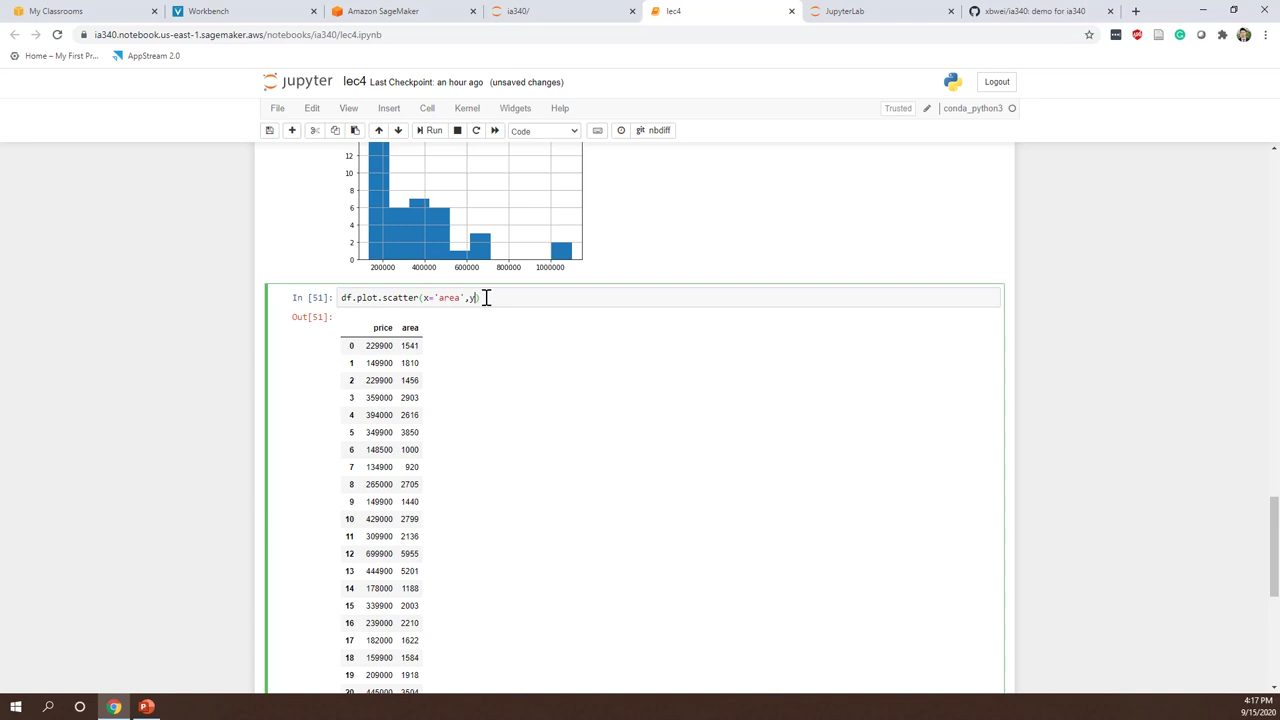 My Classrooms
Workbench
Amazon SageMaker
ia340/
lec4
JupyterLab
xbwei/ia340: demo for ia340
ia340.notebook.us-east-1.sagemaker.aws/notebooks/ia340/lec4.ipynb
Home – My First Pr...
AppStream 2.0
jupyter lec4 Last Checkpoint: an hour ago (unsaved changes)
Logout
File Edit View Insert Cell Kernel Widgets Help
Trusted
conda_python3
Run
Code
nbdiff
12
10
8
6
4
2
0
200000 400000 600000 800000 1000000
In [51]: df.plot.scatter(x='area',y)
Out[51]:
price area
0 229900 1541
1 149900 1810
2 229900 1456
3 359000 2903
4 394000 2616
5 349900 3850
6 148500 1000
7 134900 920
8 265000 2705
9 149900 1440
10 429000 2799
11 309900 2136
12 699900 5955
13 444900 5201
14 178000 1188
15 339900 2003
16 239000 2210
17 182000 1622
18 159900 1584
19 209000 1918
20 445000 3504
4:17 PM
9/15/2020